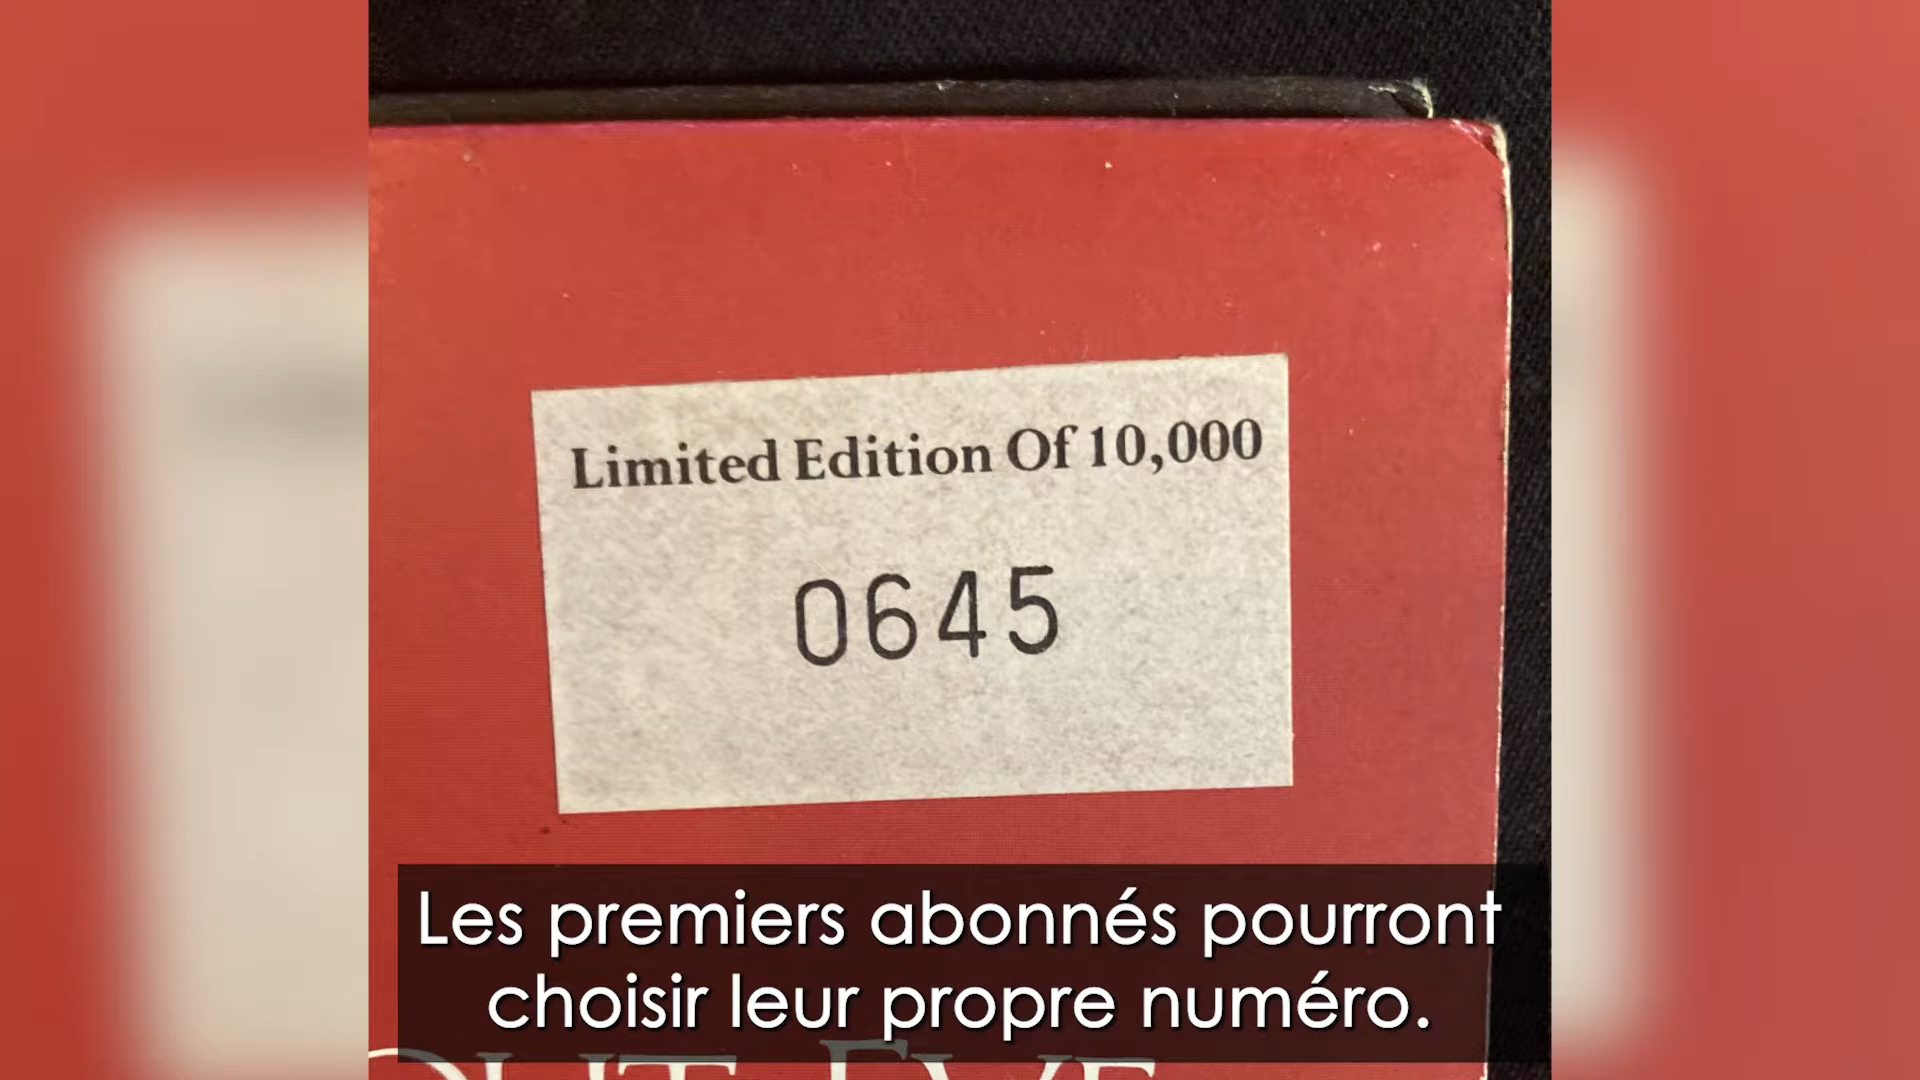 Limited Edition Of 10,000
0645
Les premiers abonnés pourront
choisir leur propre numéro.